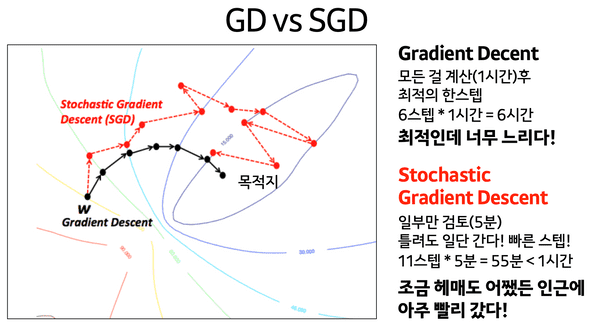 GD vs SGD
Stochastic Gradient
Descent (SGD)
W
Gradient Descent
목적지
Gradient Decent
모든 걸 계산(1시간)후
최적의 한스텝
6스텝 * 1시간 = 6시간
최적인데 너무 느리다!
Stochastic
Gradient Descent
일부만 검토(5분)
틀려도 일단 간다! 빠른 스텝!
11스텝 * 5분 = 55분 < 1시간
조금 헤매도 어쨌든 인근에
아주 빨리 갔다!